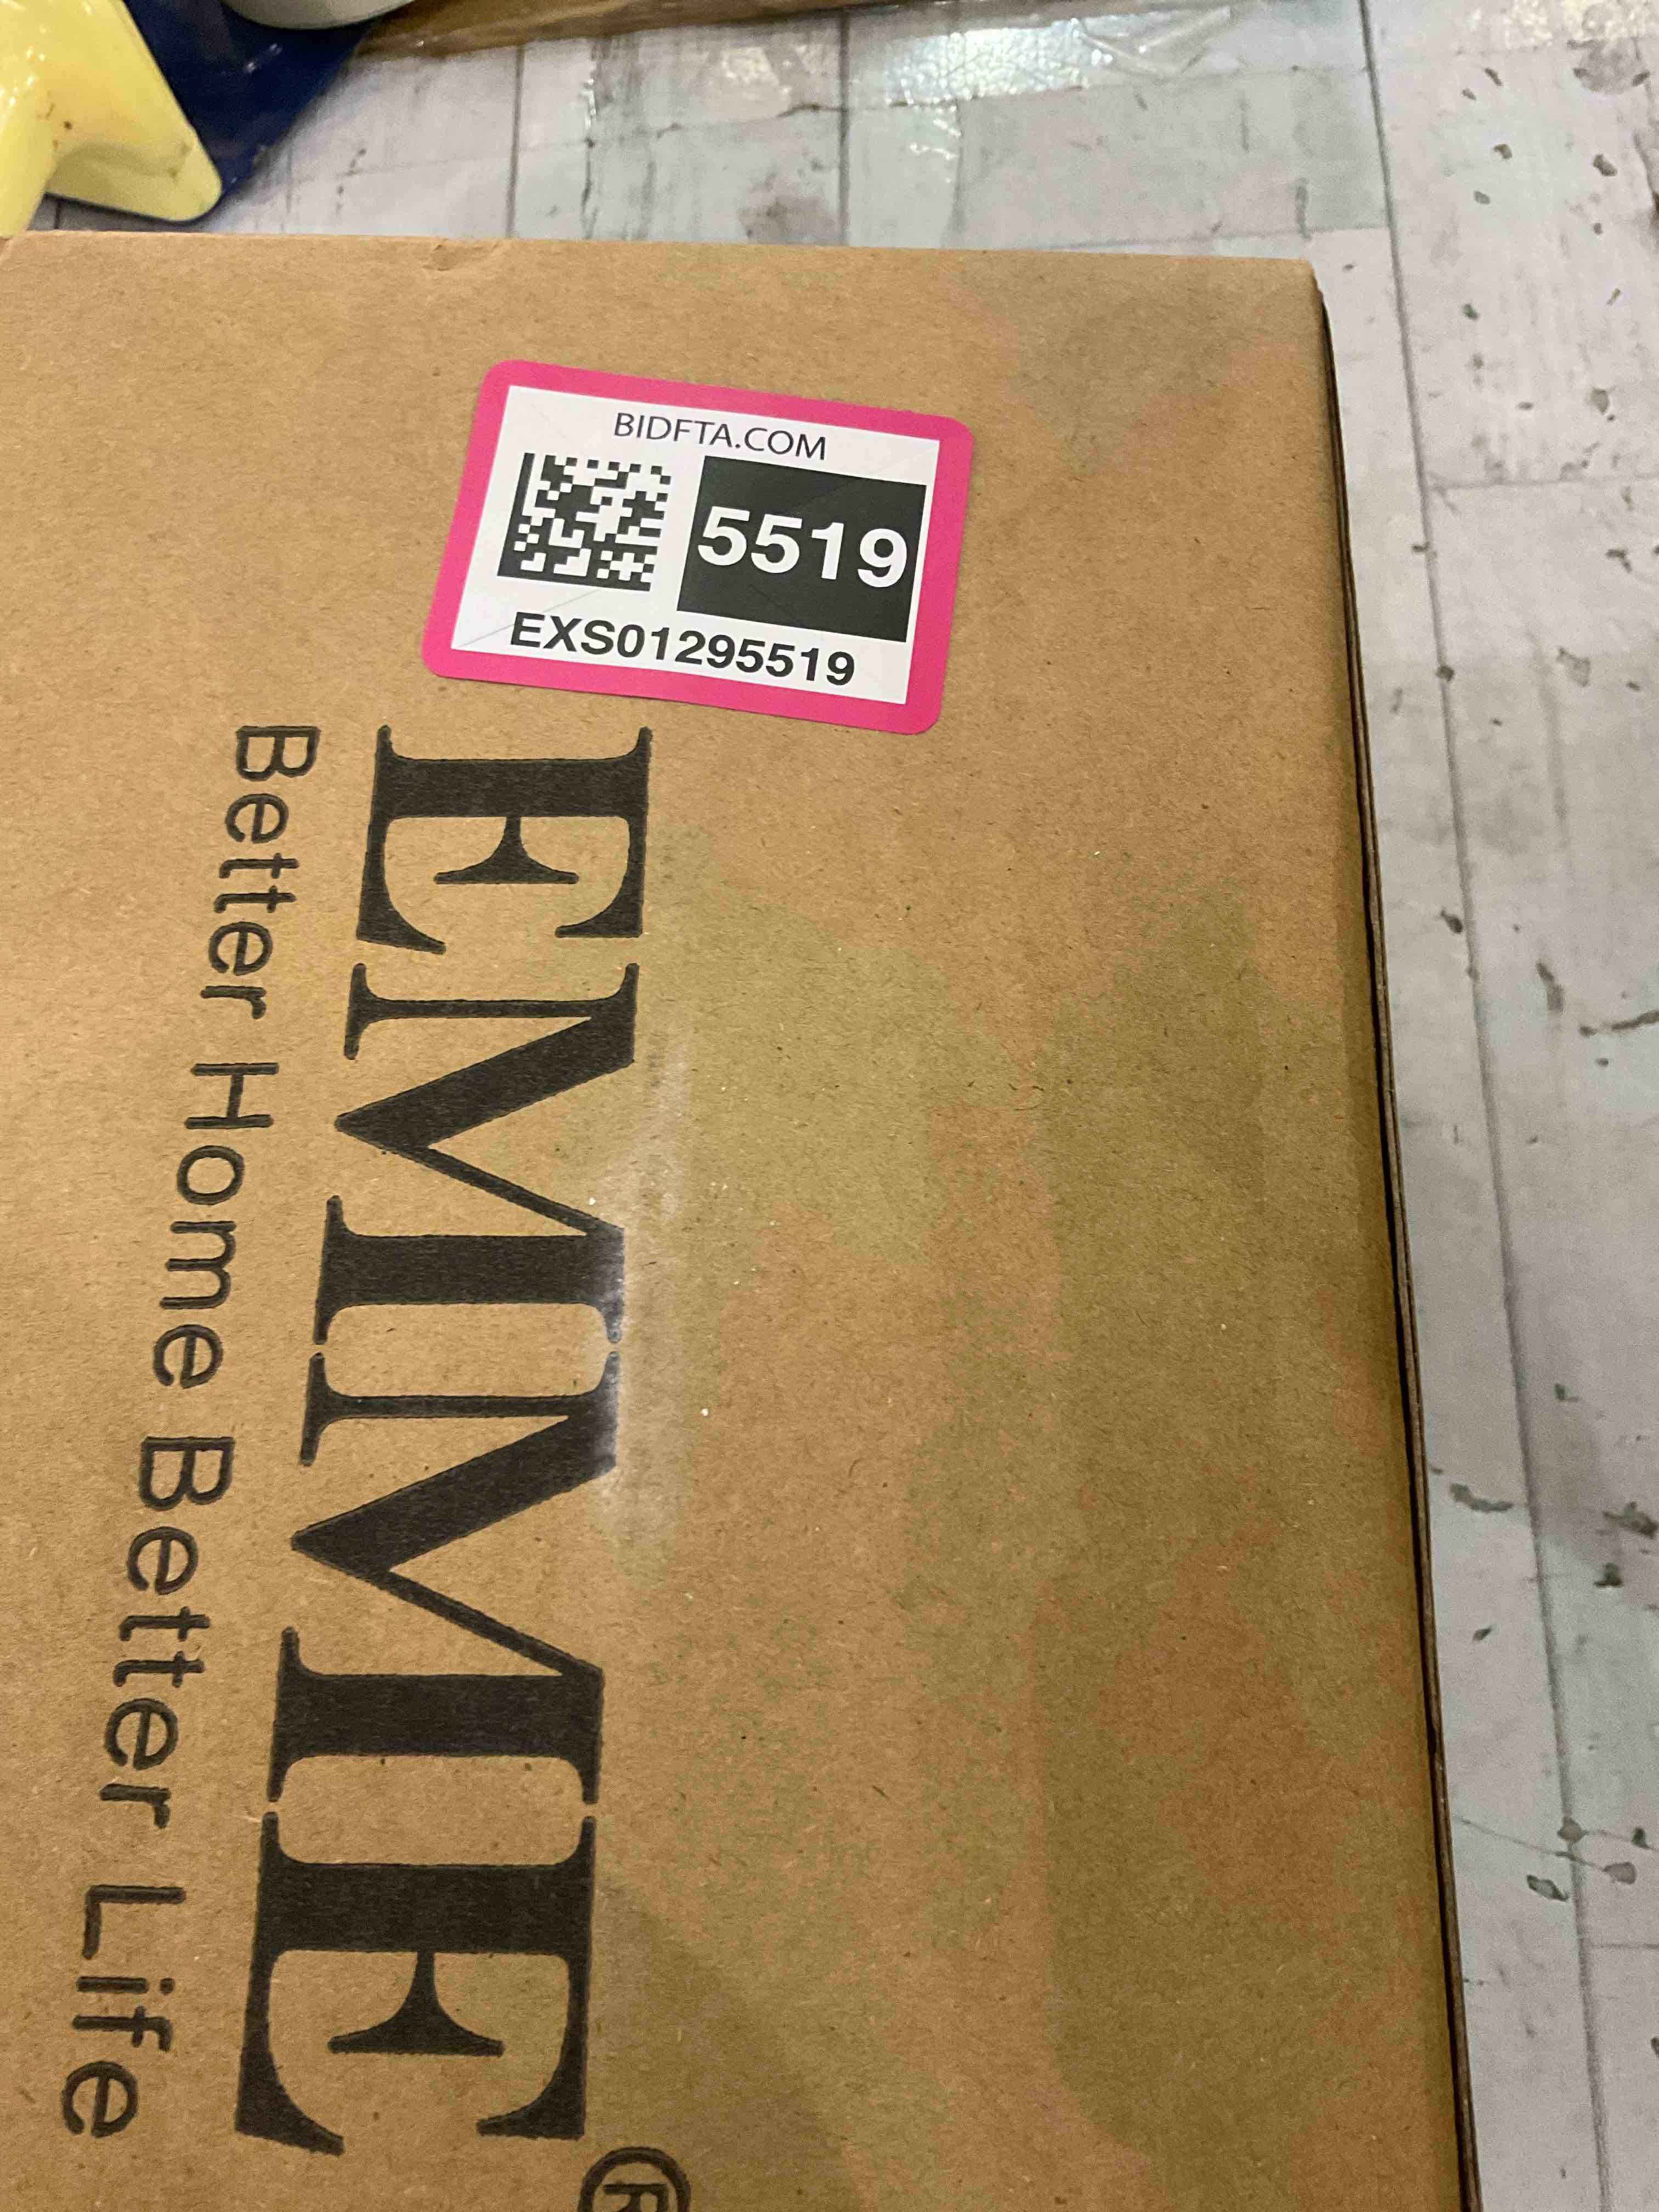 BIDFTA.COM
5519
EXS01295519
EMME®
Better Home Better Life